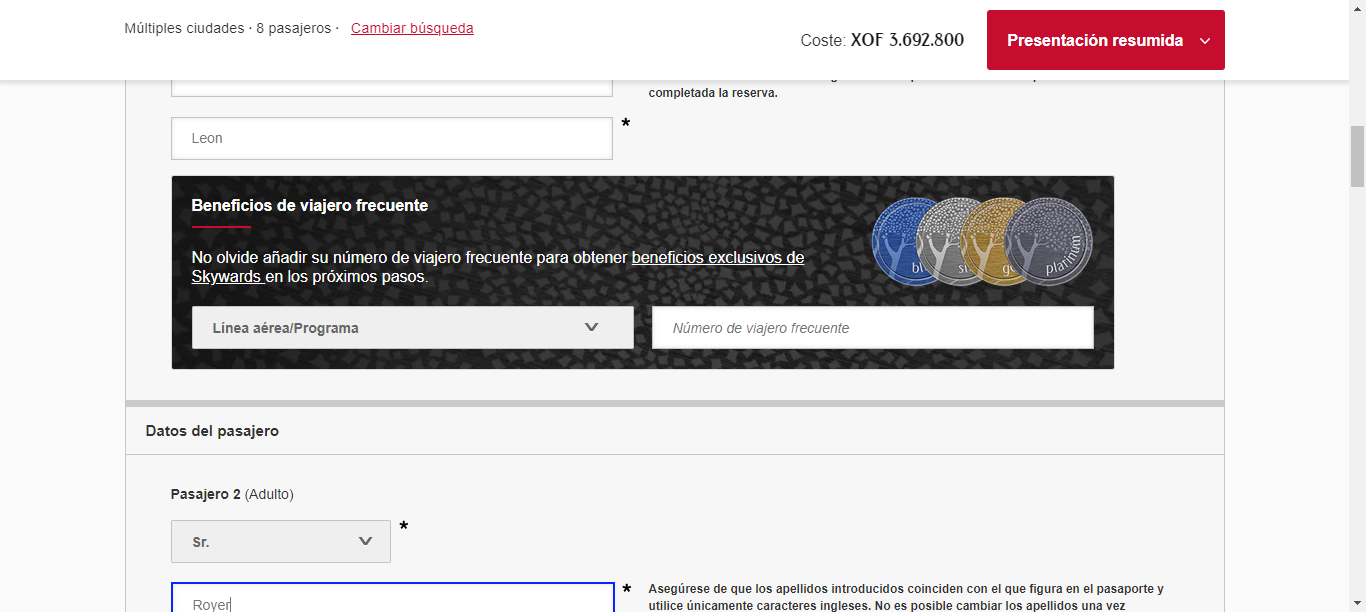 Múltiples ciudades · 8 pasajeros · Cambiar búsqueda
Coste: XOF 3.692.800
Presentación resumida
completada la reserva.
Leon
*
Beneficios de viajero frecuente
No olvide añadir su número de viajero frecuente para obtener beneficios exclusivos de
Skywards en los próximos pasos.
platinum
Línea aérea/Programa
Número de viajero frecuente
Datos del pasajero
Pasajero 2 (Adulto)
Sr.
*
Royer
*
Asegúrese de que los apellidos introducidos coinciden con el que figura en el pasaporte y
utilice únicamente caracteres ingleses. No es posible cambiar los apellidos una vez